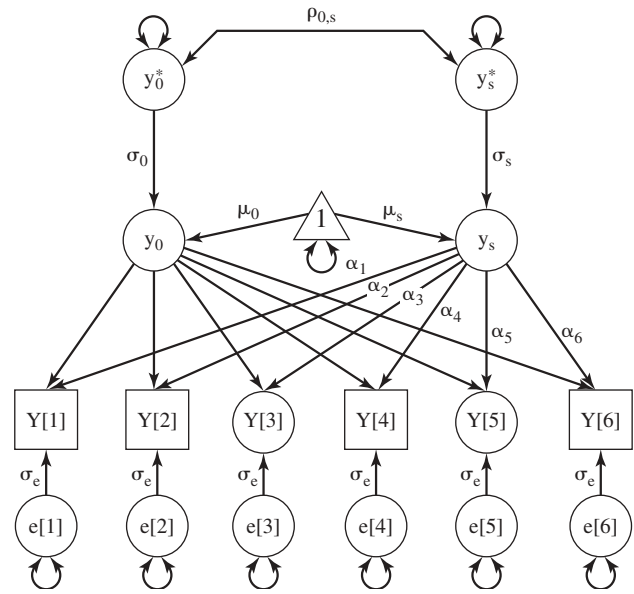 ρ0,s
y0* ys*
σ0 σs
μ0 1 μs
y0 ys
α1 α2 α3 α4 α5 α6
Y[1] Y[2] Y[3] Y[4] Y[5] Y[6]
σe σe σe σe σe σe
e[1] e[2] e[3] e[4] e[5] e[6]